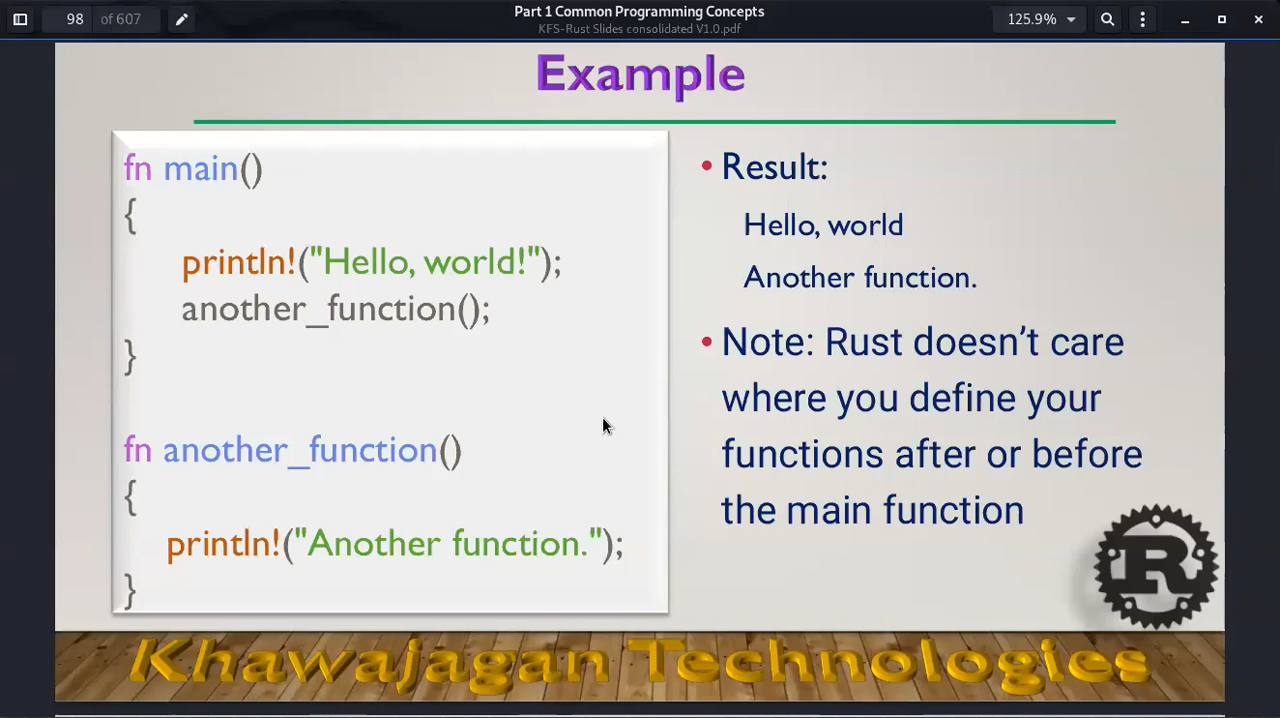 98 of 607
Part 1 Common Programming Concepts
KFS-Rust Slides consolidated V1.0.pdf
125.9%
Example
fn main()
{
println!("Hello, world!");
another_function();
}
fn another_function()
{
println!("Another function.");
}
• Result:
Hello, world
Another function.
• Note: Rust doesn’t care
where you define your
functions after or before
the main function
R
Khawajagan Technologies